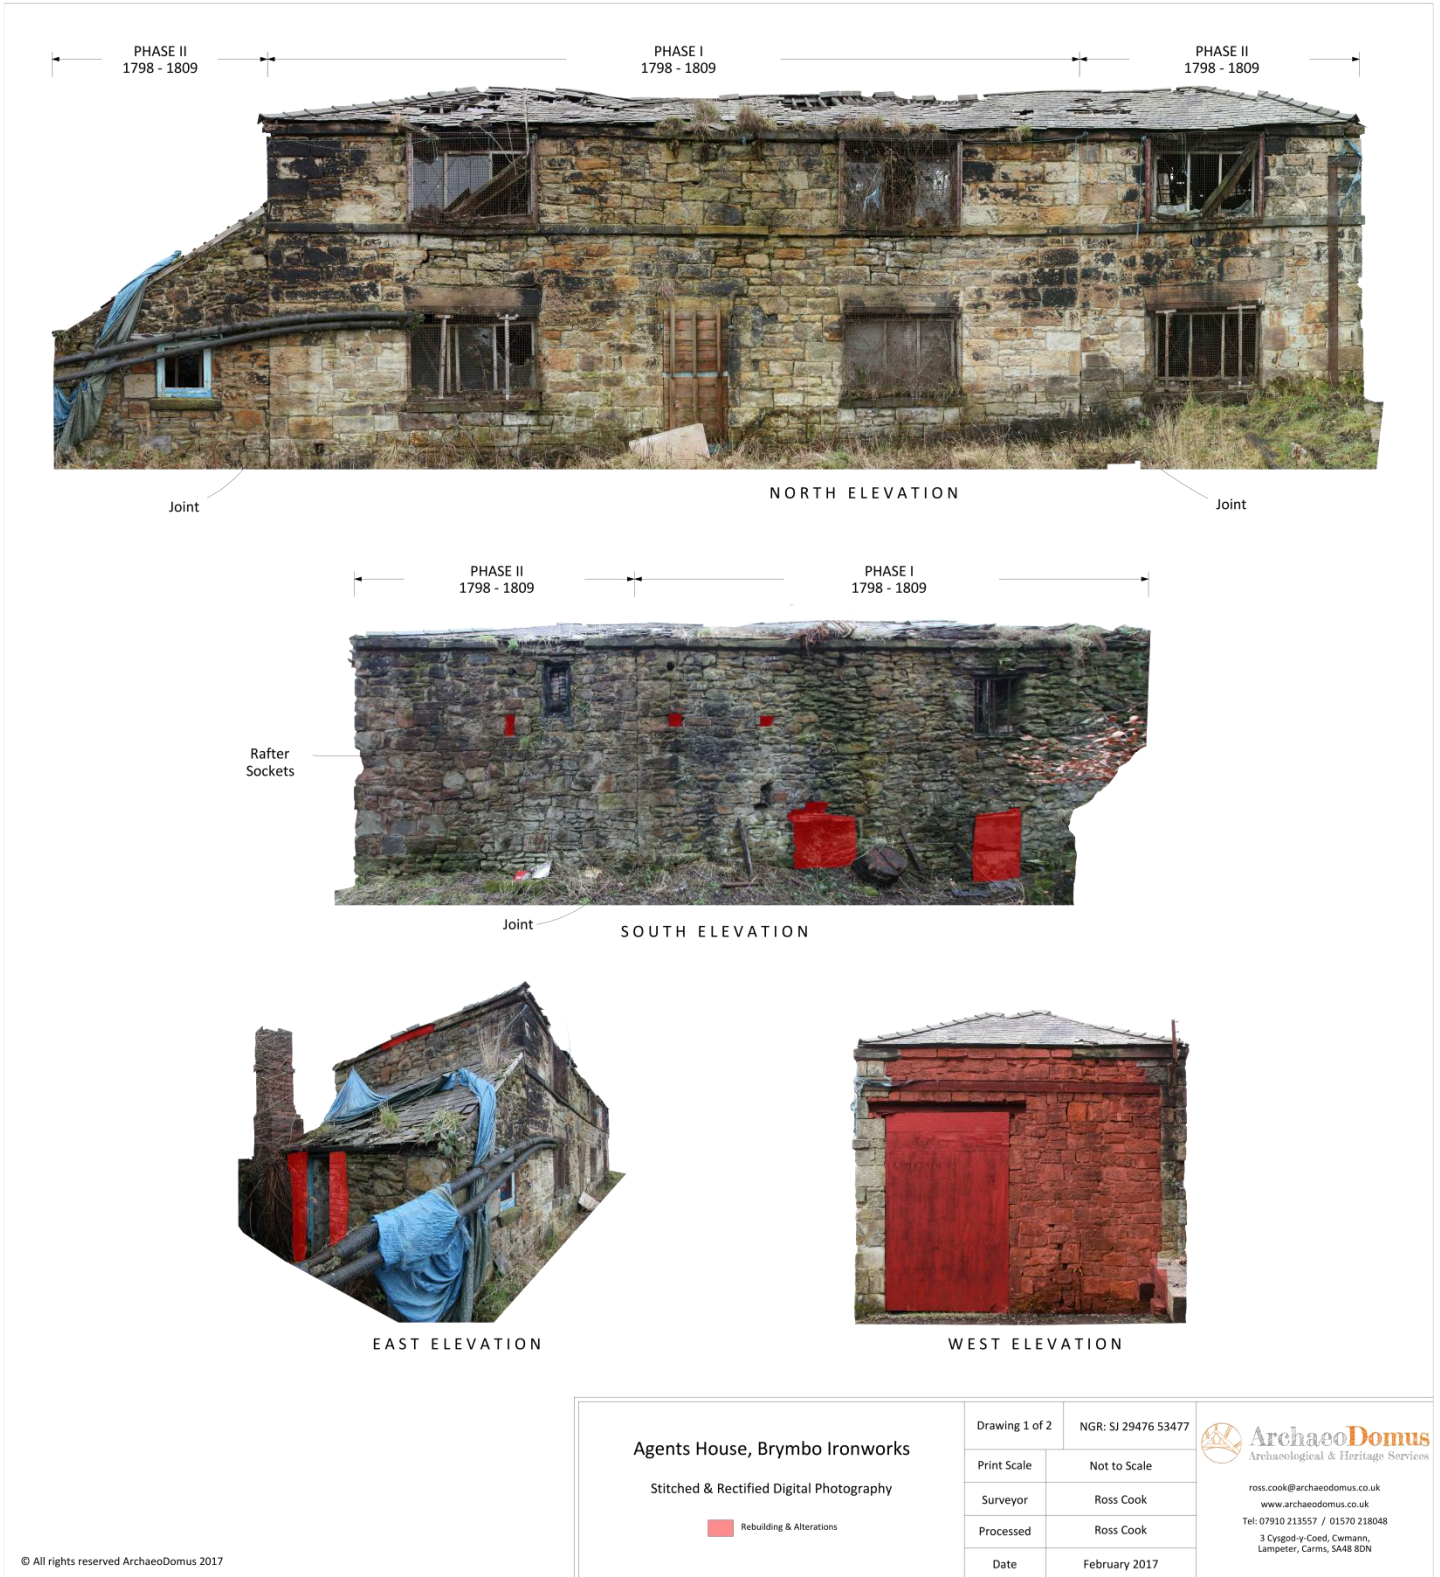 PHASE II
1798 - 1809
PHASE I
1798 - 1809
PHASE II
1798 - 1809
Joint
NORTH ELEVATION
Joint
PHASE II
1798 - 1809
PHASE I
1798 - 1809
Rafter
Sockets
Joint
SOUTH ELEVATION
EAST ELEVATION
WEST ELEVATION
Agents House, Brymbo Ironworks
Stitched & Rectified Digital Photography
Rebuilding & Alterations
Drawing 1 of 2
NGR: SJ 29476 53477
Print Scale
Not to Scale
Surveyor
Ross Cook
Processed
Ross Cook
Date
February 2017
ArchaeoDomus
Archaeological & Heritage Services
ross.cook@archaeodomus.co.uk
www.archaeodomus.co.uk
Tel: 07910 213557 / 01570 218048
3 Cysgod-y-Coed, Cwmann,
Lampeter, Carms, SA48 8DN
© All rights reserved ArchaeoDomus 2017